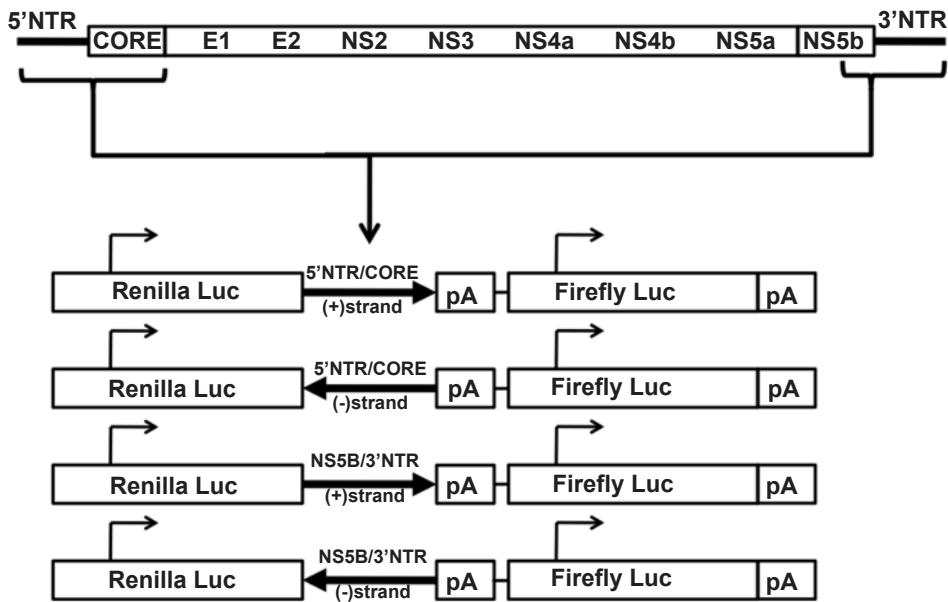 5'NTR 3'NTR
CORE E1 E2 NS2 NS3 NS4a NS4b NS5a NS5b
5'NTR/CORE
Renilla Luc pA Firefly Luc pA
(+)strand
5'NTR/CORE
Renilla Luc pA Firefly Luc pA
(-)strand
NS5B/3'NTR
Renilla Luc pA Firefly Luc pA
(+)strand
NS5B/3'NTR
Renilla Luc pA Firefly Luc pA
(-)strand